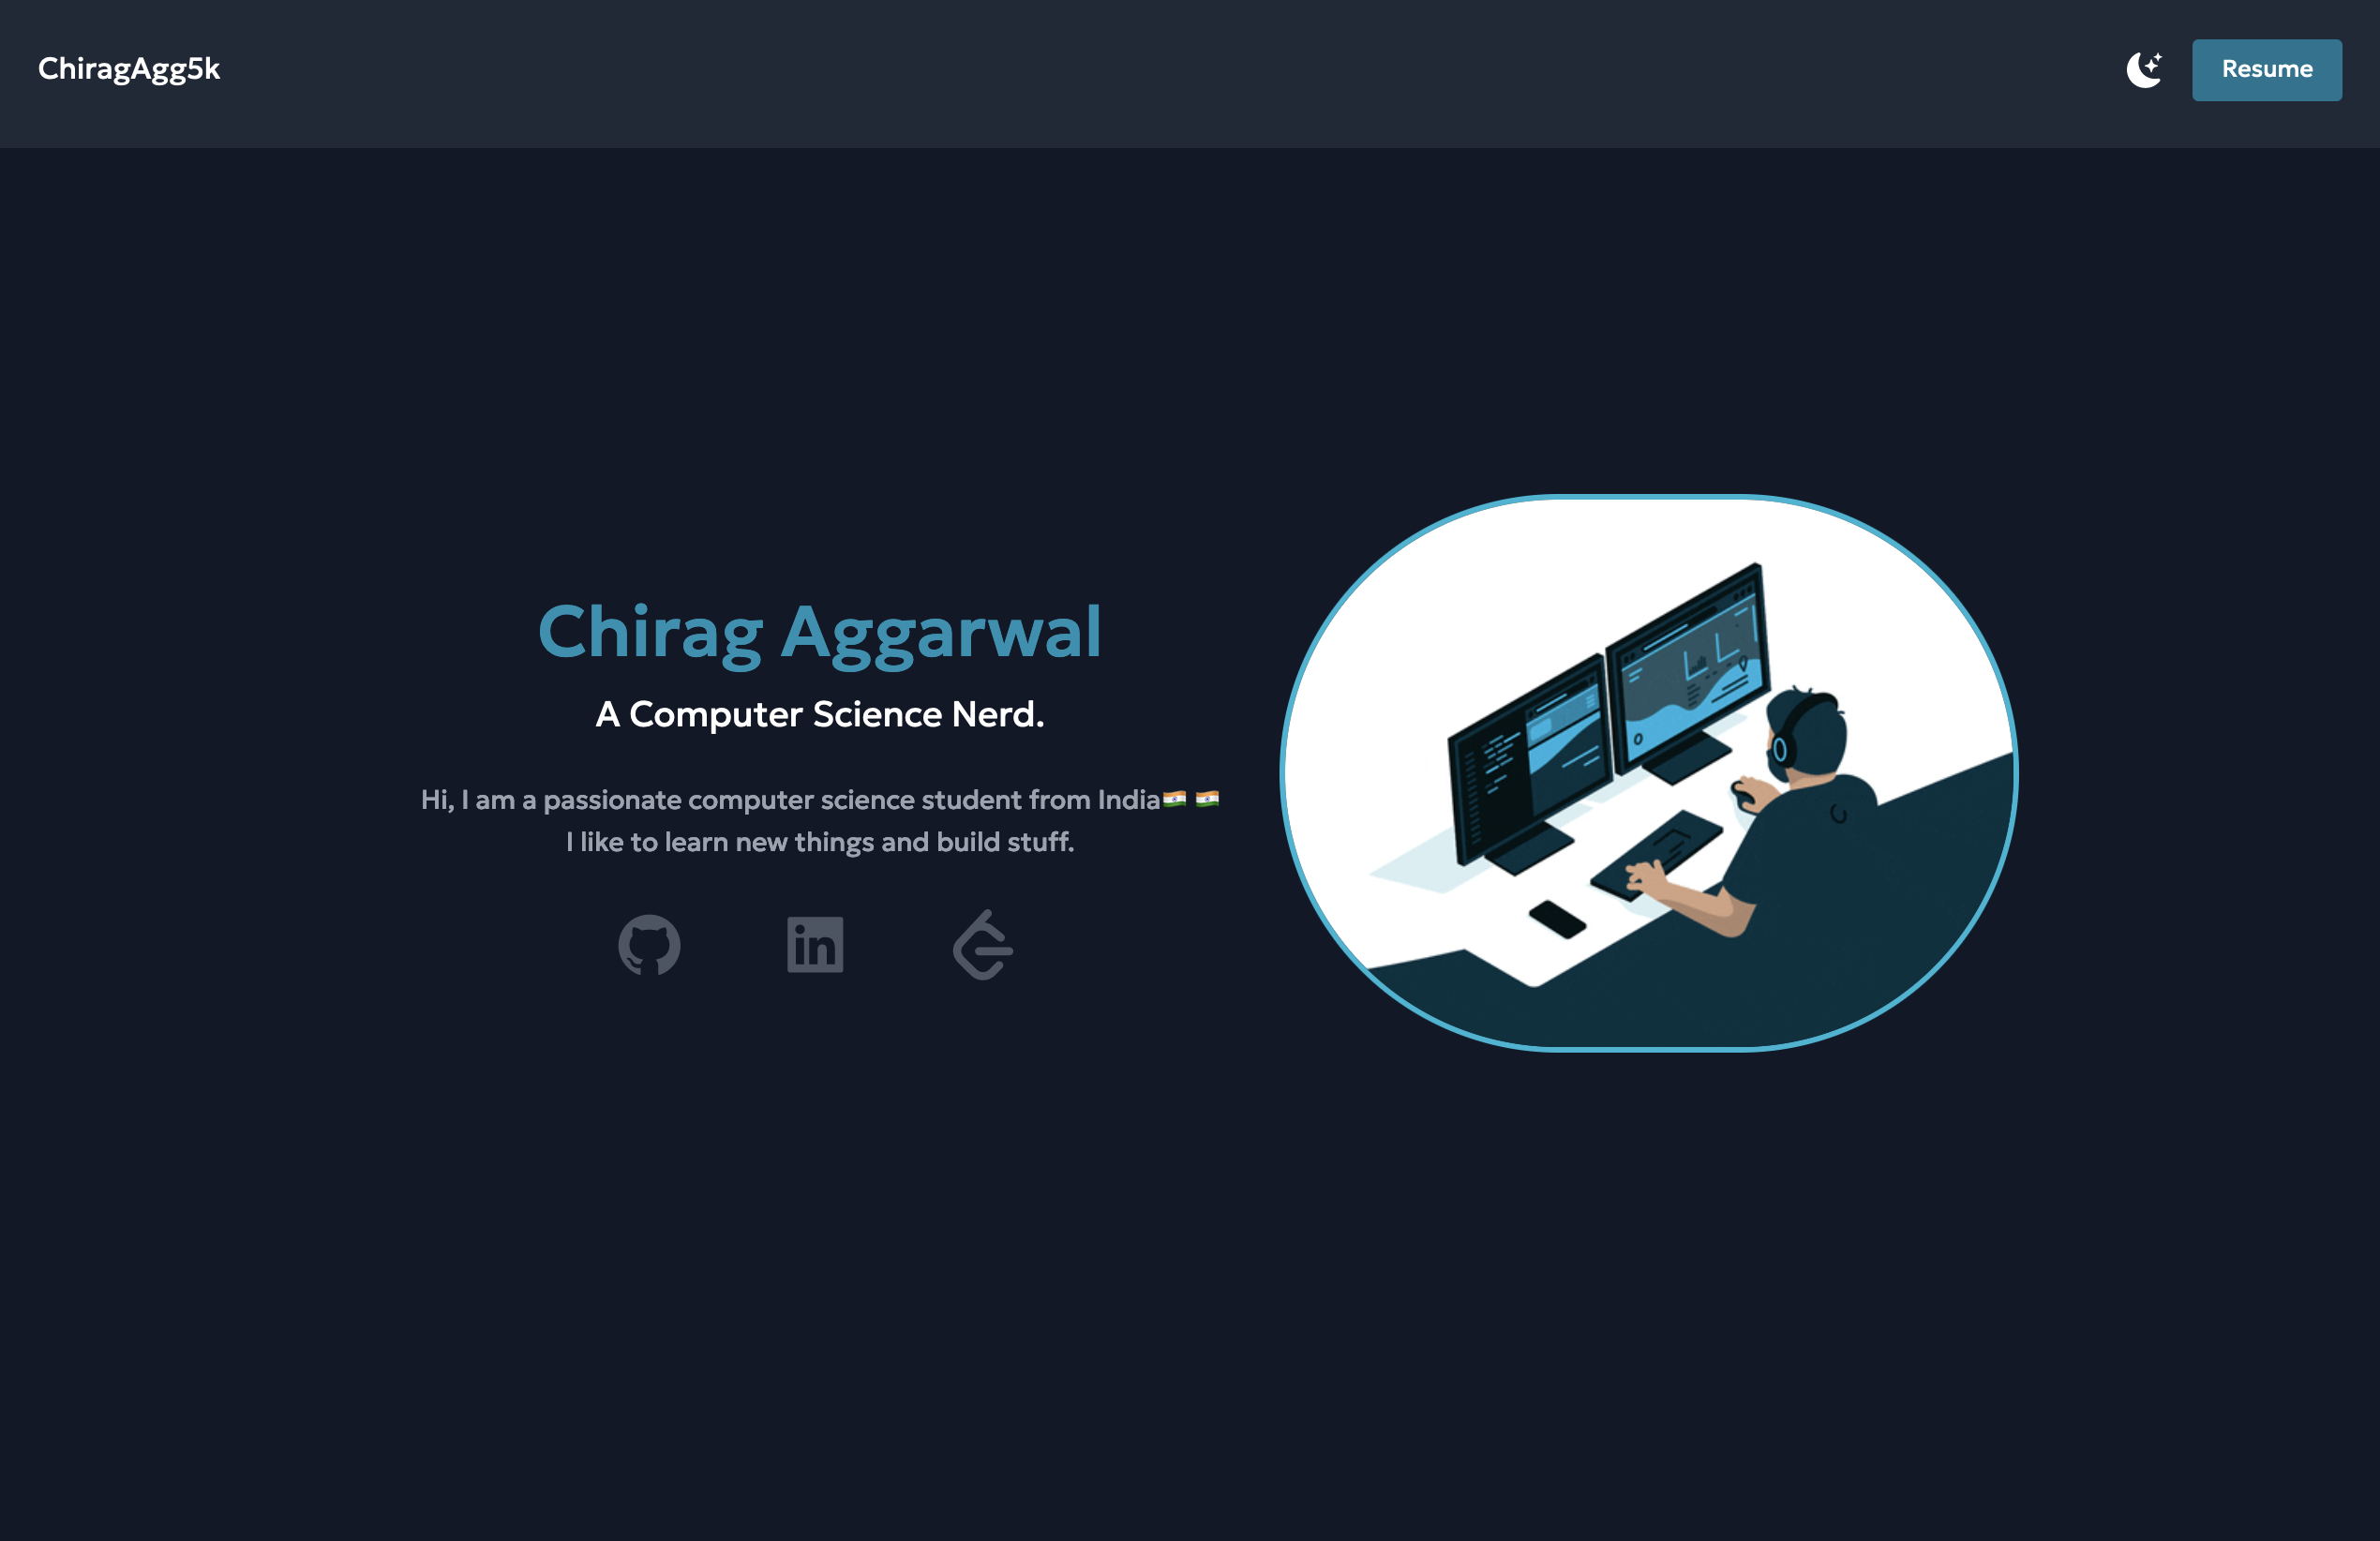 ChiragAgg5k
Resume
Chirag Aggarwal
A Computer Science Nerd.
Hi, I am a passionate computer science student from India🇮🇳 🇮🇳
I like to learn new things and build stuff.
in